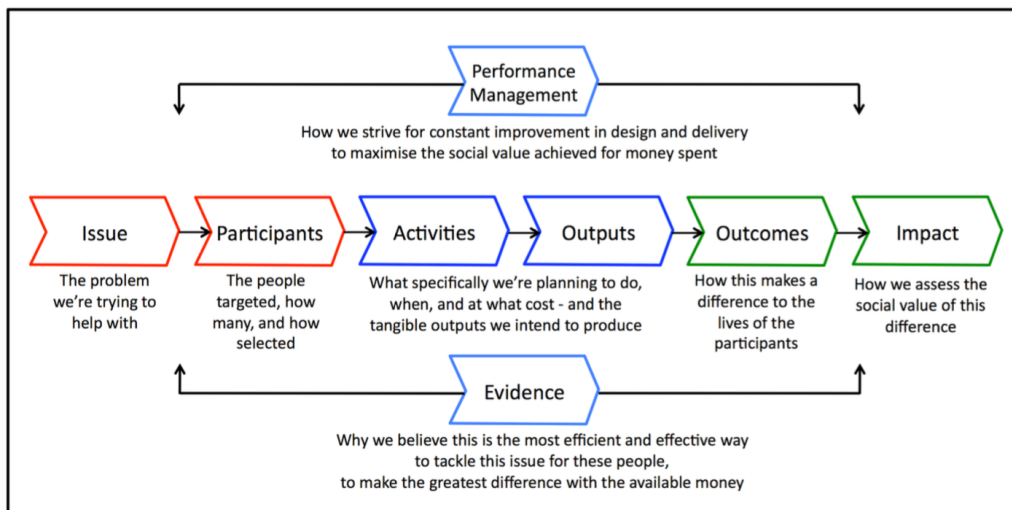 Performance
Management
How we strive for constant improvement in design and delivery
to maximise the social value achieved for money spent
Issue
Participants
Activities
Outputs
Outcomes
Impact
The problem
we're trying to
help with
The people
targeted, how
many, and how
selected
What specifically we're planning to do,
when, and at what cost - and the
tangible outputs we intend to produce
How this makes a
difference to the
lives of the
participants
How we assess the
social value of this
difference
Evidence
Why we believe this is the most efficient and effective way
to tackle this issue for these people,
to make the greatest difference with the available money